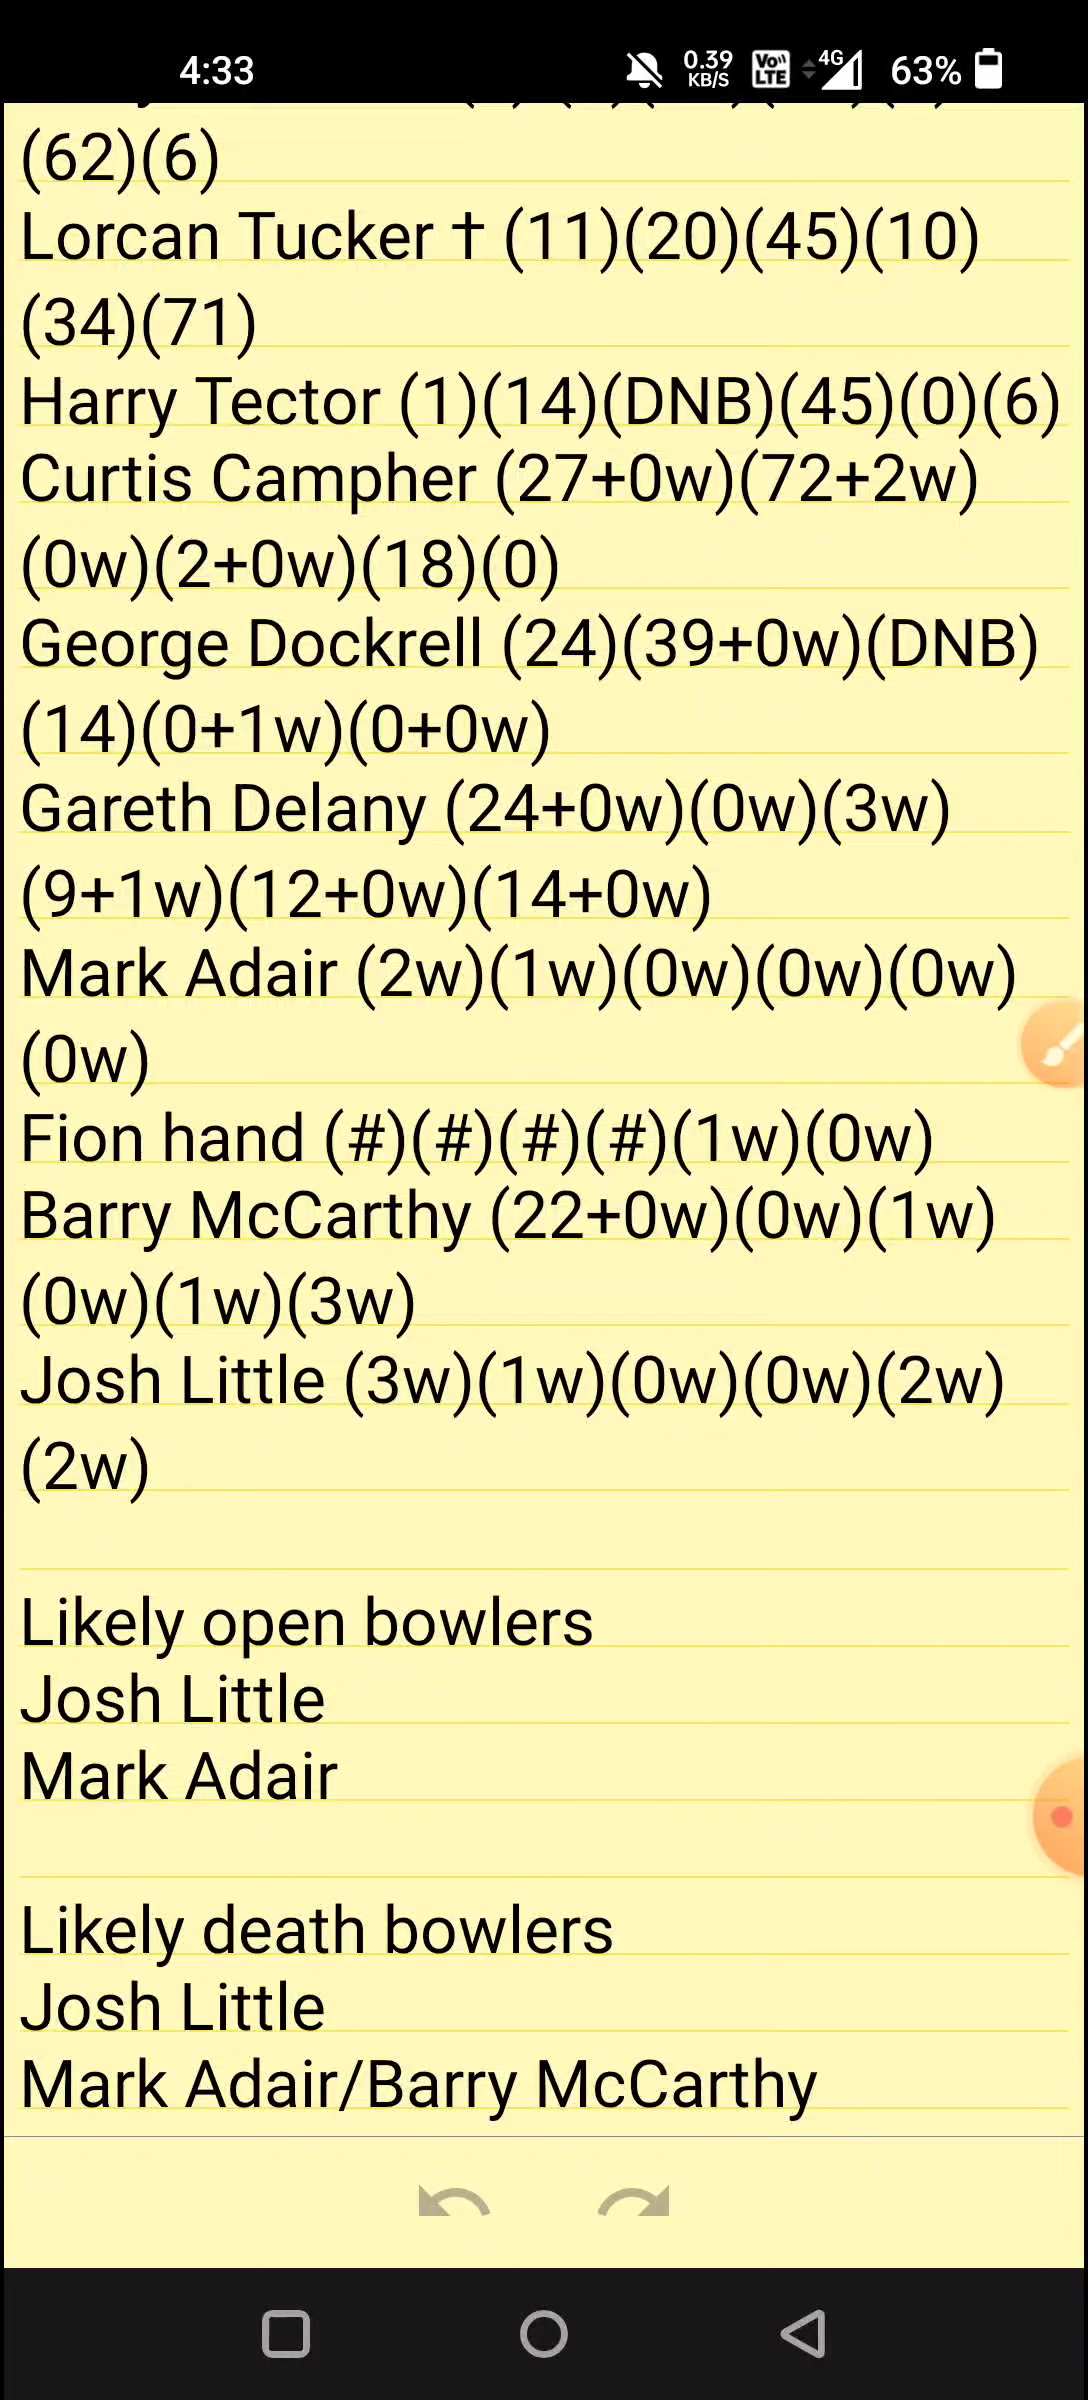 4:33
0.39 KB/S
Vo)) LTE
4G
63%
(62)(6)
Lorcan Tucker † (11)(20)(45)(10)
(34)(71)
Harry Tector (1)(14)(DNB)(45)(0)(6)
Curtis Campher (27+0w)(72+2w)
(0w)(2+0w)(18)(0)
George Dockrell (24)(39+0w)(DNB)
(14)(0+1w)(0+0w)
Gareth Delany (24+0w)(0w)(3w)
(9+1w)(12+0w)(14+0w)
Mark Adair (2w)(1w)(0w)(0w)(0w)
(0w)
Fion hand (#)(#)(#)(#)(1w)(0w)
Barry McCarthy (22+0w)(0w)(1w)
(0w)(1w)(3w)
Josh Little (3w)(1w)(0w)(0w)(2w)
(2w)
Likely open bowlers
Josh Little
Mark Adair
Likely death bowlers
Josh Little
Mark Adair/Barry McCarthy